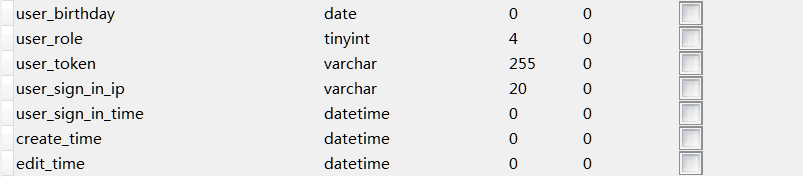 user_birthday date 0 0
user_role tinyint 4 0
user_token varchar 255 0
user_sign_in_ip varchar 20 0
user_sign_in_time datetime 0 0
create_time datetime 0 0
edit_time datetime 0 0